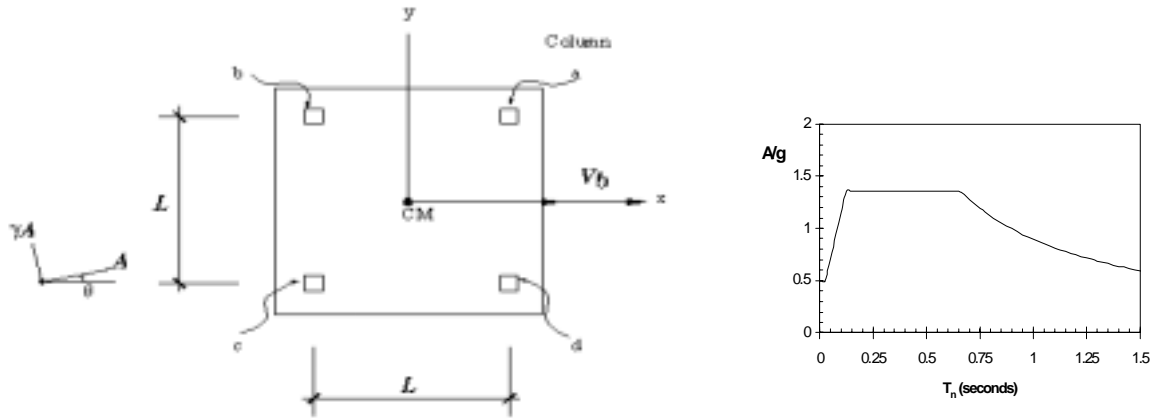 y
Column
b
a
L
V_b
CM
x
γA
A
θ
c
d
L
A/g
2
1.5
1
0.5
0
0 0.25 0.5 0.75 1 1.25 1.5
T_n (seconds)